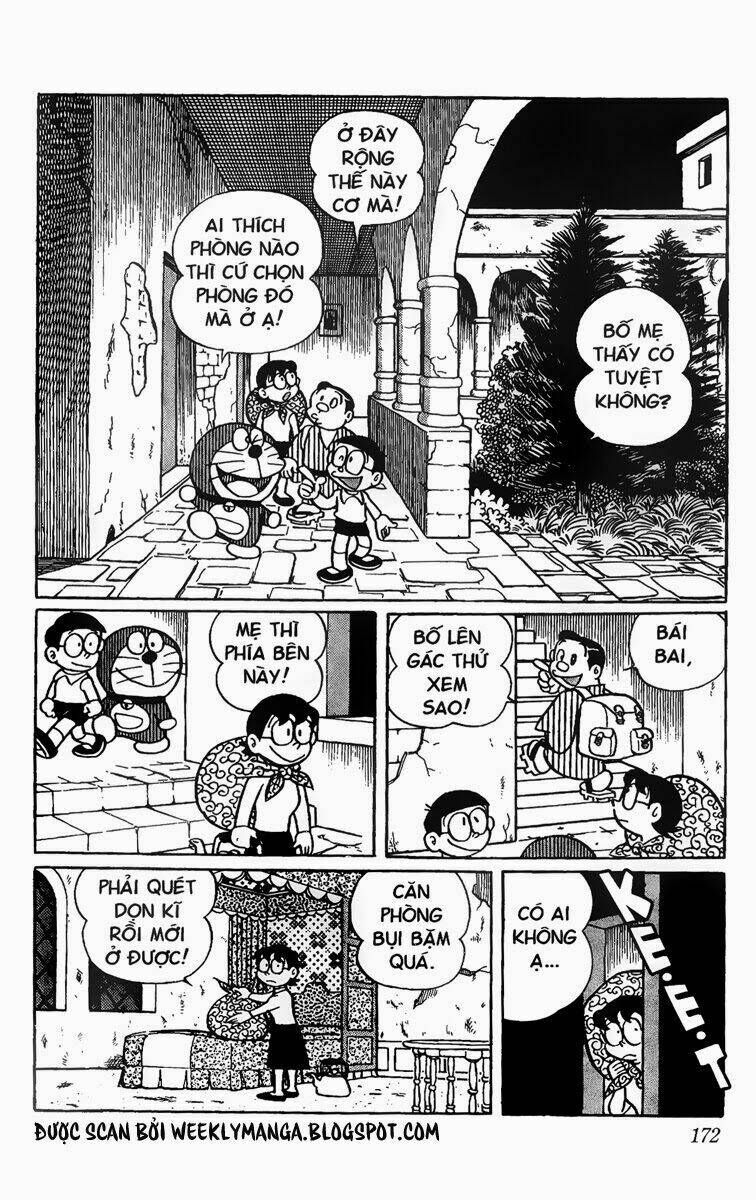 Ở ĐÂY
RỘNG
THẾ NÀY
CƠ MÀ!
AI THÍCH
PHÒNG NÀO
THÌ CỨ CHỌN
PHÒNG ĐÓ
MÀ Ở Ạ!
BỐ MẸ
THẤY CÓ
TUYỆT
KHÔNG?
MẸ THÌ
PHÍA BÊN
NÀY!
BỐ LÊN
GÁC THỬ
XEM
SAO!
BÁI
BAI,
PHẢI QUÉT
DỌN KĨ
RỒI MỚI
Ở ĐƯỢC!
CĂN
PHÒNG
BỤI BẶM
QUÁ.
CÓ AI
KHÔNG
Ạ...
KÍT...T...T
ĐƯỢC SCAN BỞI WEEKLYMANGA.BLOGSPOT.COM
172